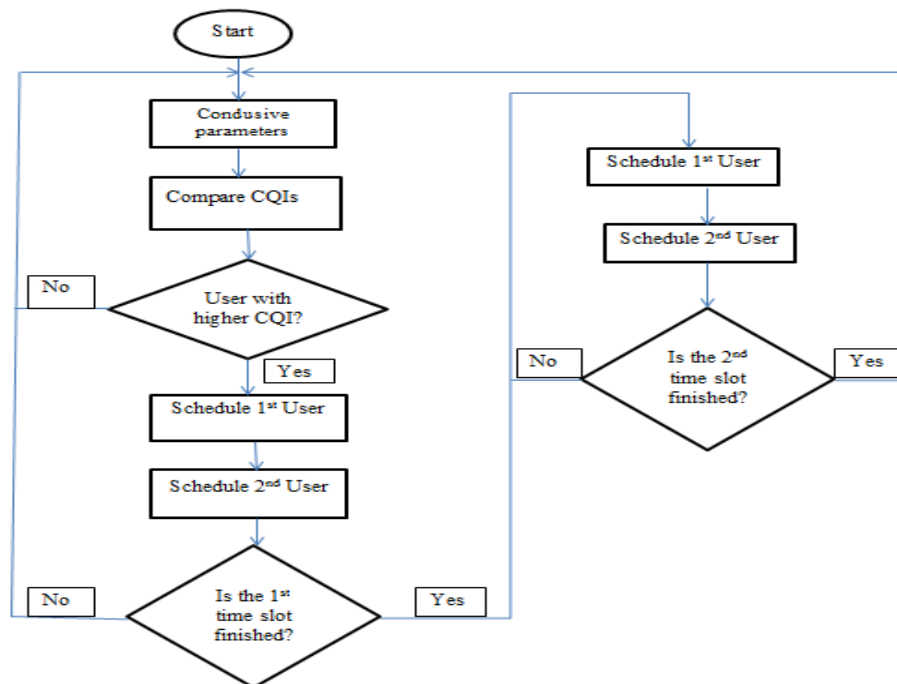 Start
Condusive
parameters
Compare CQIs
No
User with
higher CQI?
Yes
Schedule 1st User
Schedule 2nd User
No
Is the 1st
time slot
finished?
Yes
Schedule 1st User
Schedule 2nd User
No
Is the 2nd
time slot
finished?
Yes